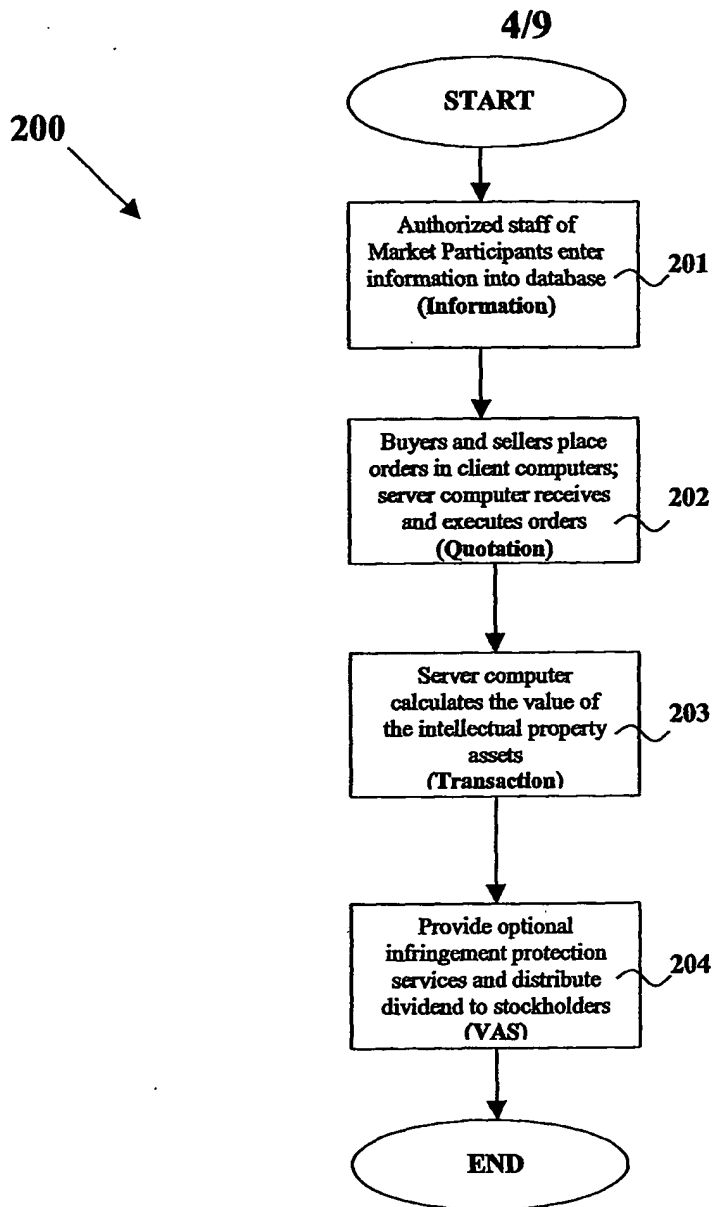 4/9
200
START
Authorized staff of
Market Participants enter
information into database
(Information)
201
Buyers and sellers place
orders in client computers;
server computer receives
and executes orders
(Quotation)
202
Server computer
calculates the value of
the intellectual property
assets
(Transaction)
203
Provide optional
infringement protection
services and distribute
dividend to stockholders
(VAS)
204
END